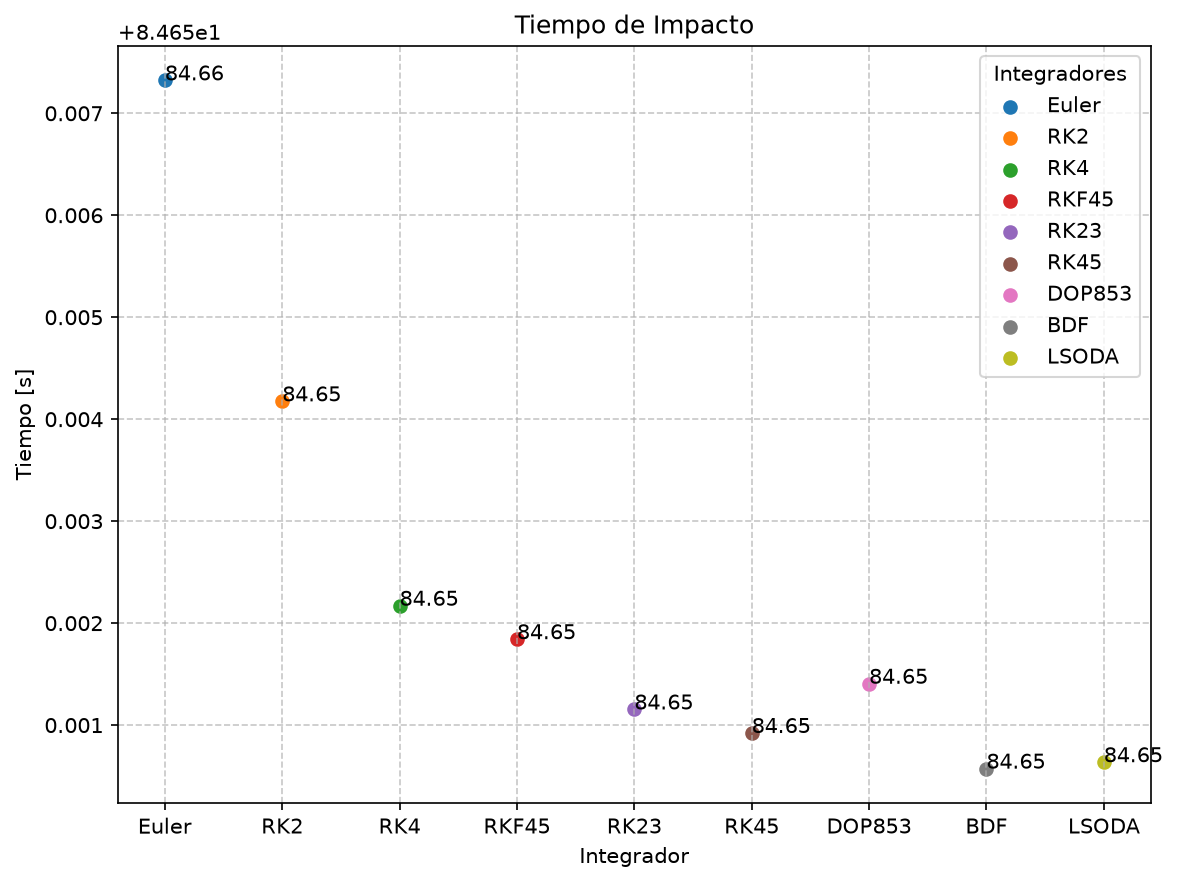 Tiempo de Impacto
+8.465e1
Tiempo [s]
0.007
0.006
0.005
0.004
0.003
0.002
0.001
84.66
84.65
84.65
84.65
84.65
84.65
84.65
84.65
84.65
Integradores
Euler
RK2
RK4
RKF45
RK23
RK45
DOP853
BDF
LSODA
Euler RK2 RK4 RKF45 RK23 RK45 DOP853 BDF LSODA
Integrador